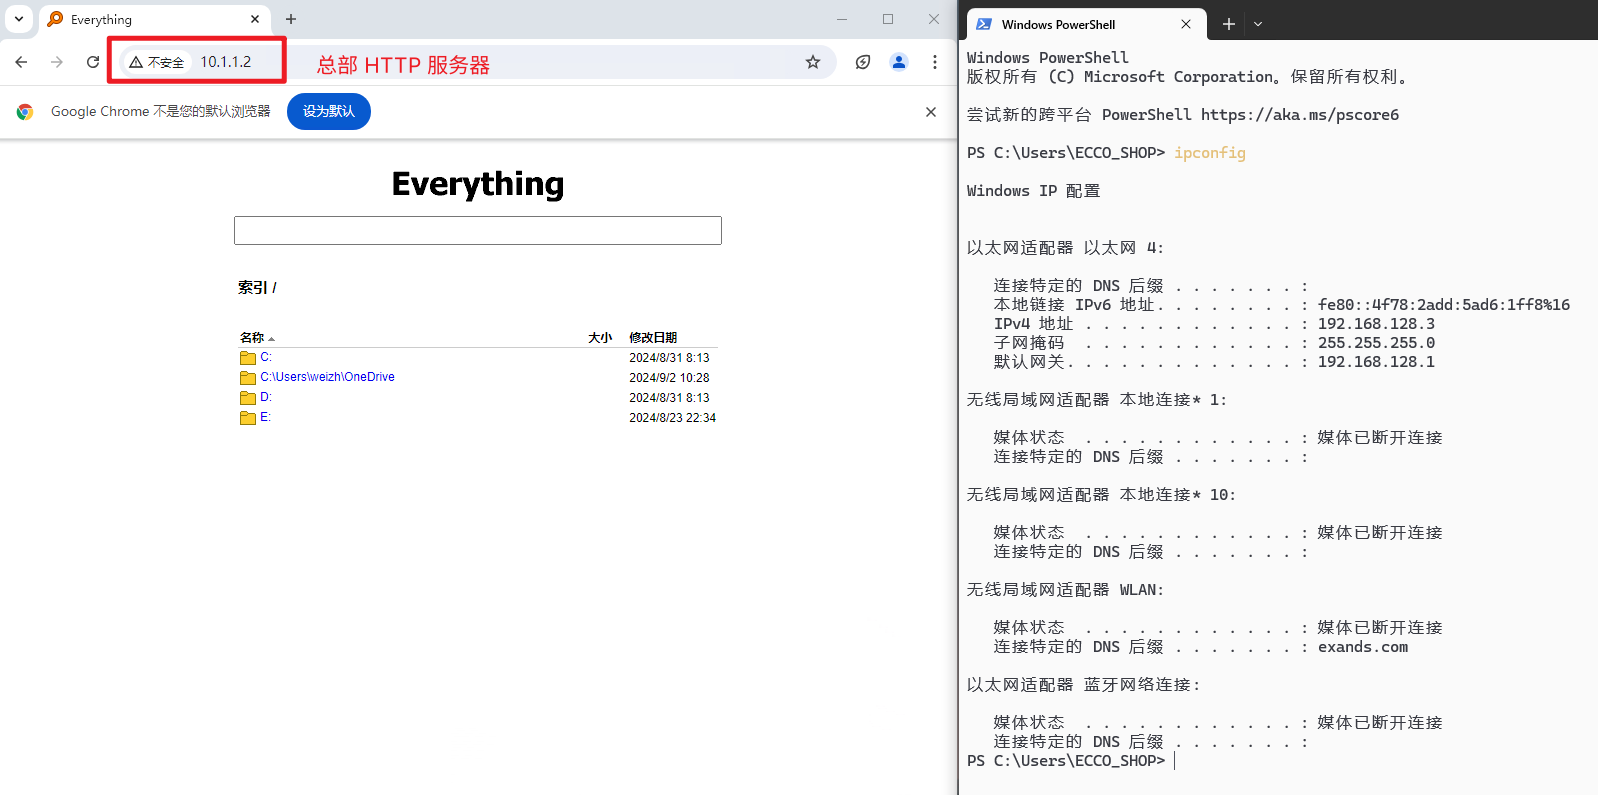 Everything
不安全 10.1.1.2
总部 HTTP 服务器
Google Chrome 不是您的默认浏览器 设为默认
Everything
索引 /
名称 大小 修改日期
C: 2024/8/31 8:13
C:\Users\weizh\OneDrive 2024/9/2 10:28
D: 2024/8/31 8:13
E: 2024/8/23 22:34
Windows PowerShell
Windows PowerShell
版权所有 (C) Microsoft Corporation。保留所有权利。
尝试新的跨平台 PowerShell https://aka.ms/pscore6
PS C:\Users\ECCO_SHOP> ipconfig
Windows IP 配置
以太网适配器 以太网 4:
连接特定的 DNS 后缀 . . . . . . . :
本地链接 IPv6 地址. . . . . . . . : fe80::4f78:2add:5ad6:1ff8%16
IPv4 地址 . . . . . . . . . . . . : 192.168.128.3
子网掩码 . . . . . . . . . . . . : 255.255.255.0
默认网关. . . . . . . . . . . . . : 192.168.128.1
无线局域网适配器 本地连接* 1:
媒体状态 . . . . . . . . . . . . : 媒体已断开连接
连接特定的 DNS 后缀 . . . . . . . :
无线局域网适配器 本地连接* 10:
媒体状态 . . . . . . . . . . . . : 媒体已断开连接
连接特定的 DNS 后缀 . . . . . . . :
无线局域网适配器 WLAN:
媒体状态 . . . . . . . . . . . . : 媒体已断开连接
连接特定的 DNS 后缀 . . . . . . . : exands.com
以太网适配器 蓝牙网络连接:
媒体状态 . . . . . . . . . . . . : 媒体已断开连接
连接特定的 DNS 后缀 . . . . . . . :
PS C:\Users\ECCO_SHOP>